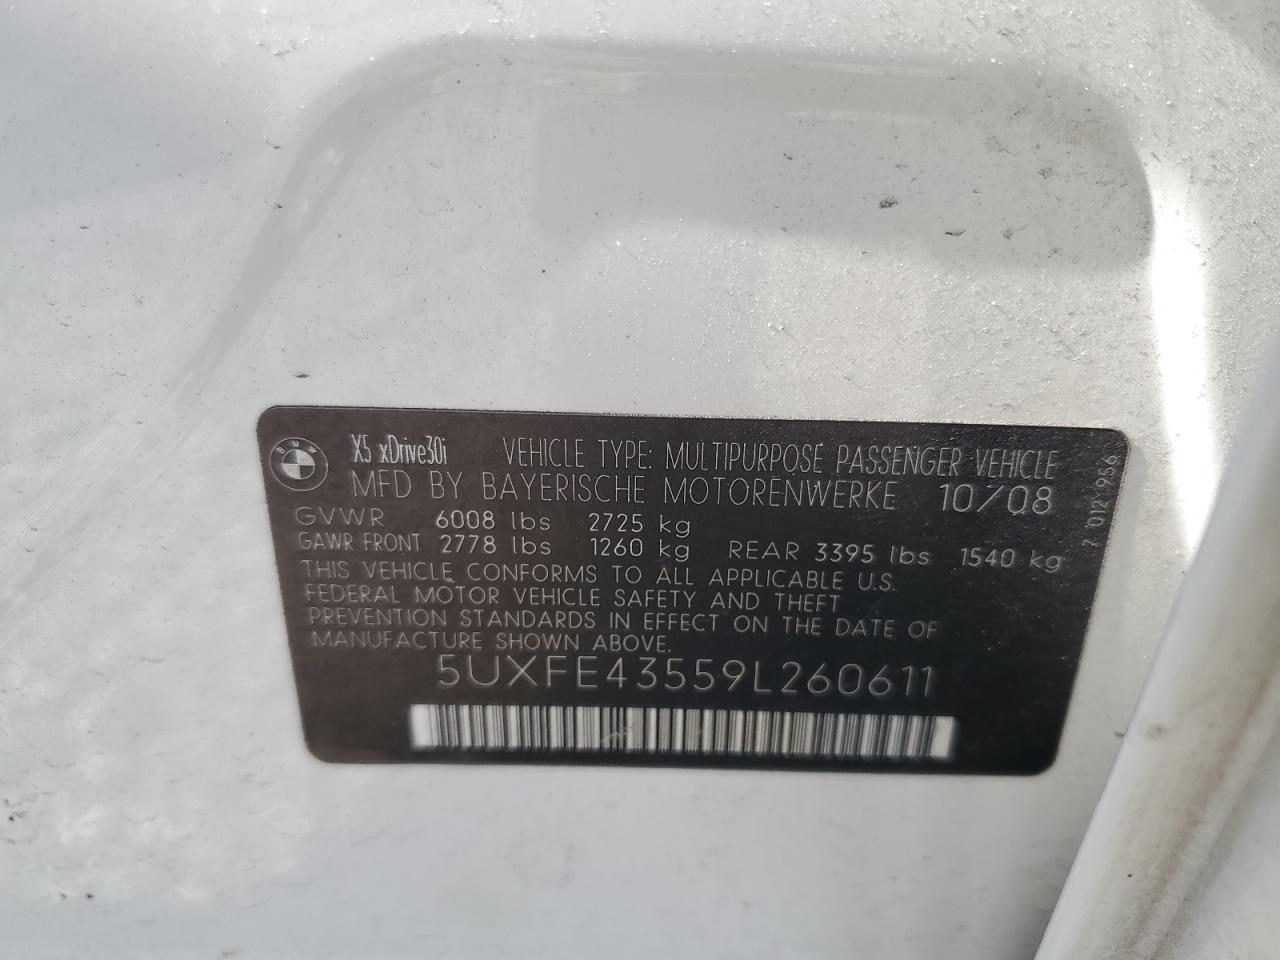 BMW
X5 xDrive30i VEHICLE TYPE: MULTIPURPOSE PASSENGER VEHICLE
MFD BY BAYERISCHE MOTORENWERKE 10/08
GVWR 6008 lbs 2725 kg
GAWR FRONT 2778 lbs 1260 kg REAR 3395 lbs 1540 kg
THIS VEHICLE CONFORMS TO ALL APPLICABLE U.S.
FEDERAL MOTOR VEHICLE SAFETY AND THEFT
PREVENTION STANDARDS IN EFFECT ON THE DATE OF
MANUFACTURE SHOWN ABOVE.
5UXFE43559L260611
7 012 956